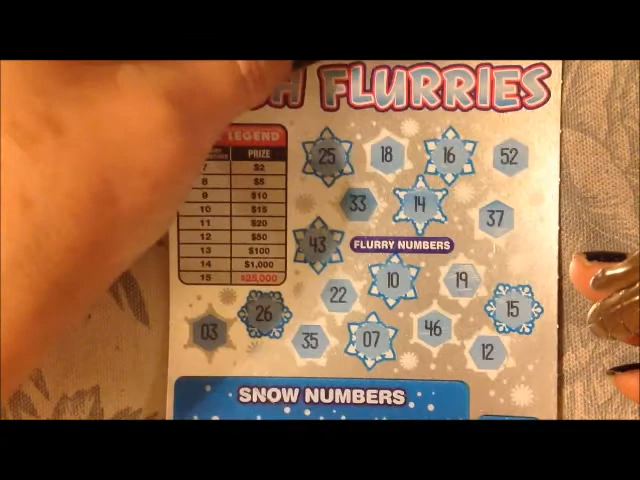 SH FLURRIES
LEGEND
PRIZE
7 $2
8 $5
9 $10
10 $15
11 $20
12 $50
13 $100
14 $1,000
15 $25,000
25 18 16 52
33 14 37
43
FLURRY NUMBERS
22 10 19
03 26 35 07 46 15
12
SNOW NUMBERS